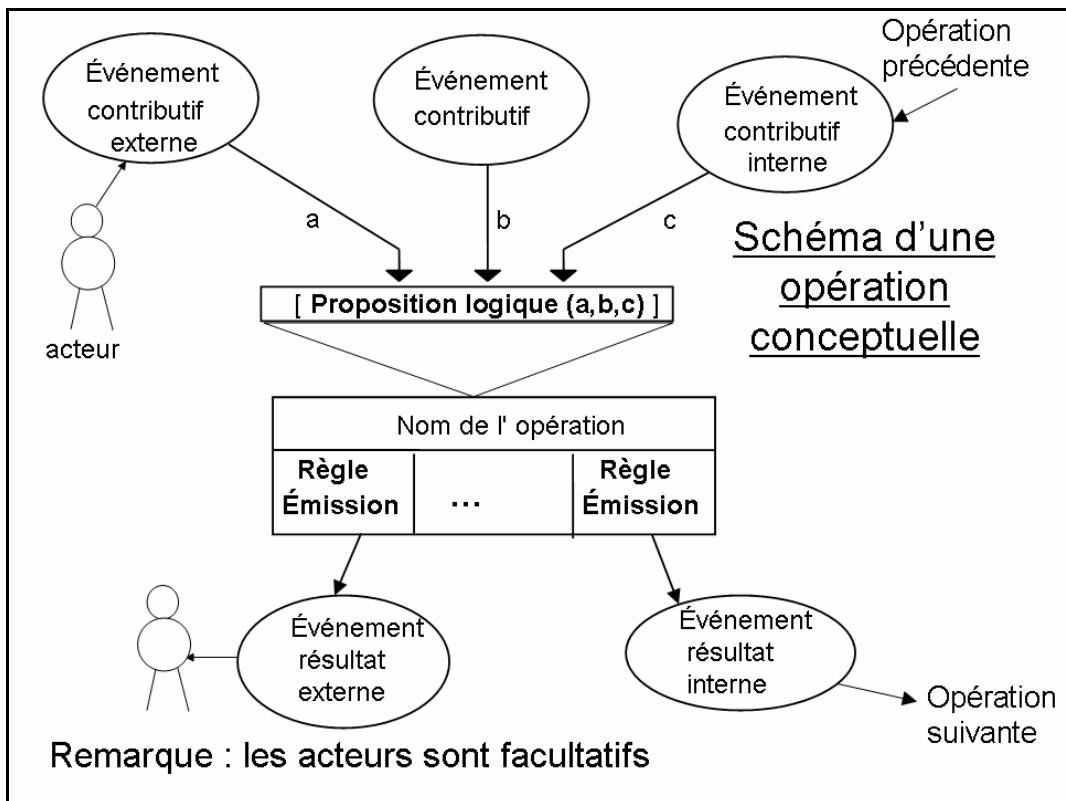 Événement
contributif
externe
Événement
contributif
Événement
contributif
interne
Opération
précédente
a
b
c
acteur
Schéma d'une
opération
conceptuelle
[ Proposition logique (a,b,c) ]
Nom de l' opération
Règle
Émission
...
Règle
Émission
Événement
résultat
externe
Événement
résultat
interne
Opération
suivante
Remarque : les acteurs sont facultatifs